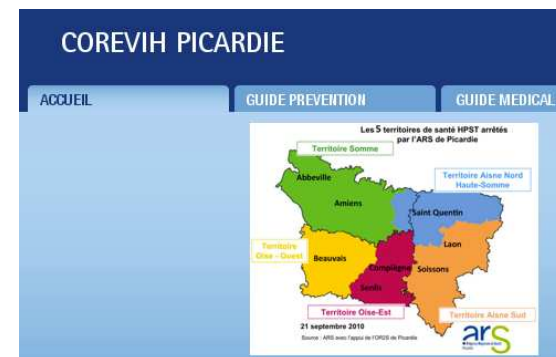 COREVIH PICARDIE
ACCUEIL
GUIDE PREVENTION
GUIDE MEDICAL
Les 5 territoires de santé HPST arrêtés
par l'ARS de Picardie
Territoire Somme
Abbeville
Amiens
Territoire Aisne Nord
Haute-Somme
Saint Quentin
Laon
Territoire
Oise - Ouest
Beauvais
Compiègne
Soissons
Senlis
Territoire Oise-Est
Territoire Aisne Sud
21 septembre 2010
Source : ARS avec l'appui de l'OR2S de Picardie
ars